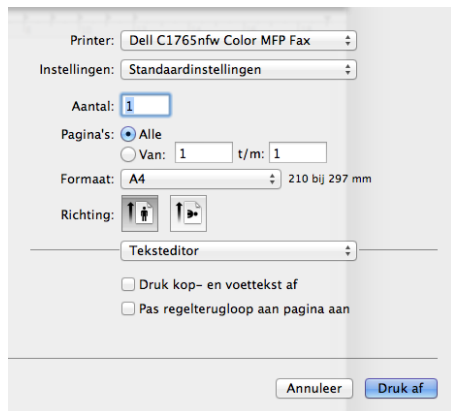 Printer: Dell C1765nfw Color MFP Fax
Instellingen: Standaardinstellingen
Aantal: 1
Pagina's: Alle
Van: 1 t/m: 1
Formaat: A4 210 bij 297 mm
Richting:
Teksteditor
Druk kop- en voettekst af
Pas regelterugloop aan pagina aan
Annuleer Druk af